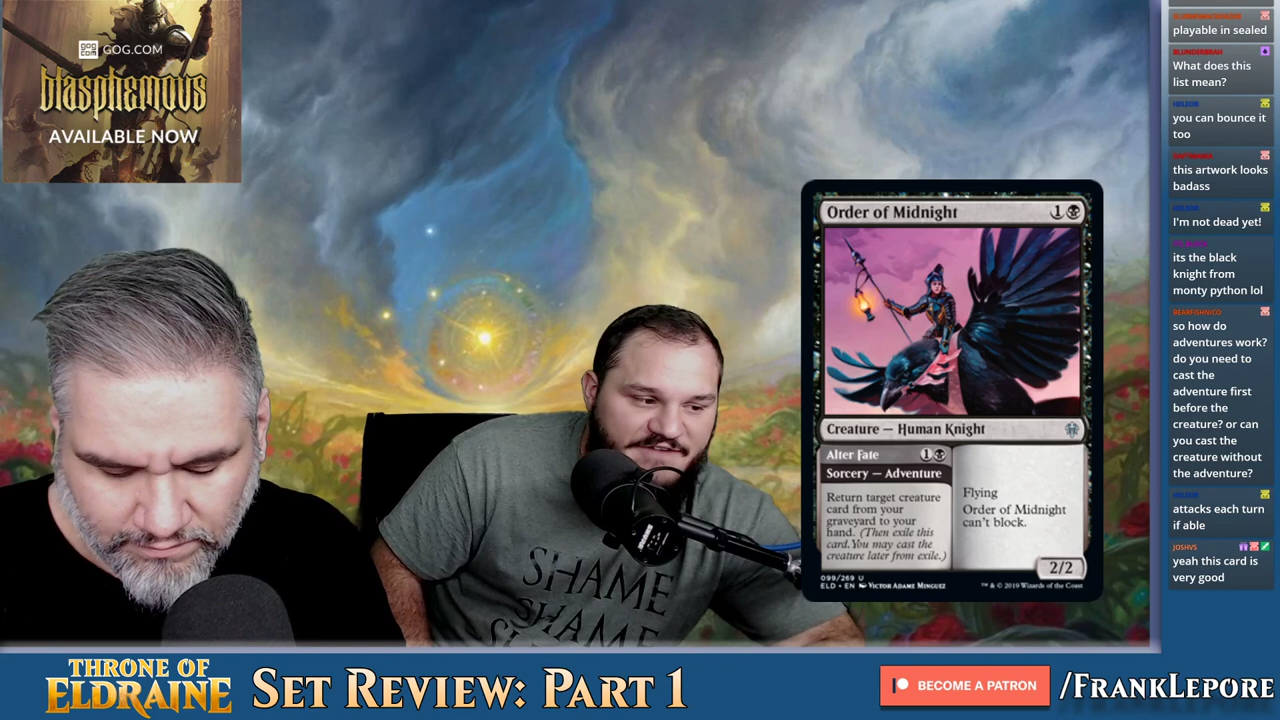 GOG.COM
blasphemous
AVAILABLE NOW
Order of Midnight 1
Creature — Human Knight
Alter Fate 1
Sorcery — Adventure
Return target creature
card from your
graveyard to your
hand. (Then exile this
card. You may cast the
creature later from exile.)
Flying
Order of Midnight
can't block.
2/2
099/269 U
ELD • EN VICTOR ADAME MINGUEZ
™ & © 2019 Wizards of the Coast
SHAME
SHAME
playable in sealed
BLUNDERBRAH
What does this
list mean?
you can bounce it
too
this artwork looks
badass
I'm not dead yet!
its the black
knight from
monty python lol
BEARFISHNICO
so how do
adventures work?
do you need to
cast the
adventure first
before the
creature? or can
you cast the
creature without
the adventure?
attacks each turn
if able
JOSHVS
yeah this card is
very good
THRONE OF
ELDRAINE
SET REVIEW: PART 1
BECOME A PATRON
/FRANKLEPORE